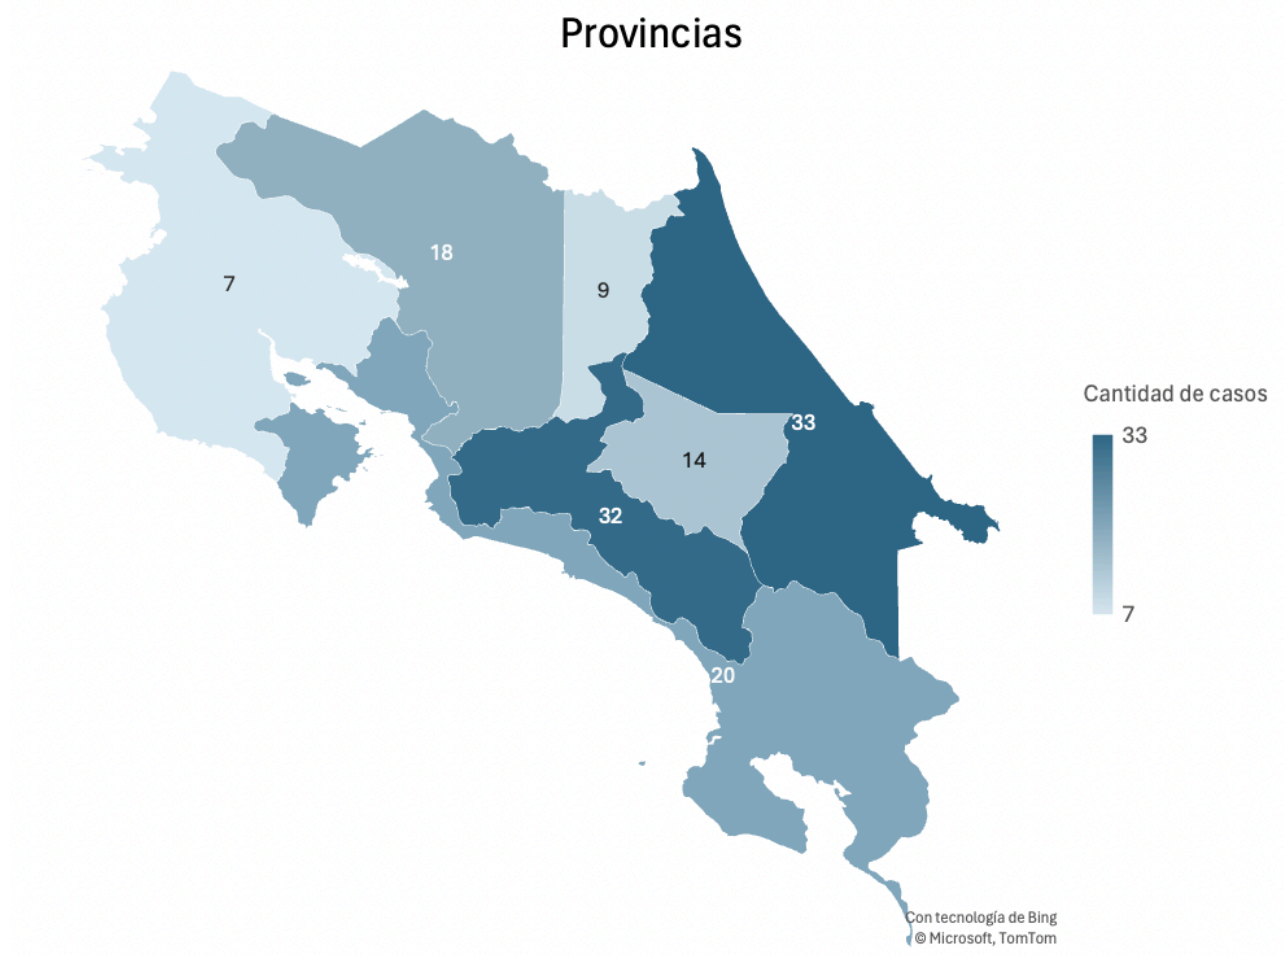 Provincias
18
7
9
Cantidad de casos
33
7
33
14
32
20
Con tecnología de Bing
© Microsoft, TomTom